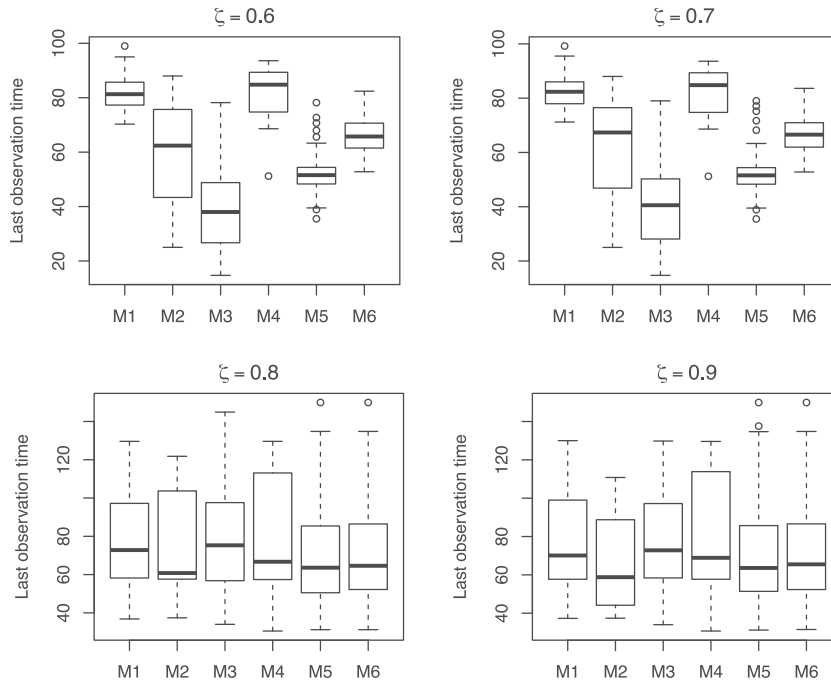 ζ = 0.6
Last observation time
100
80
60
40
20
M1 M2 M3 M4 M5 M6
ζ = 0.7
Last observation time
100
80
60
40
20
M1 M2 M3 M4 M5 M6
ζ = 0.8
Last observation time
120
80
60
40
M1 M2 M3 M4 M5 M6
ζ = 0.9
Last observation time
120
80
60
40
M1 M2 M3 M4 M5 M6